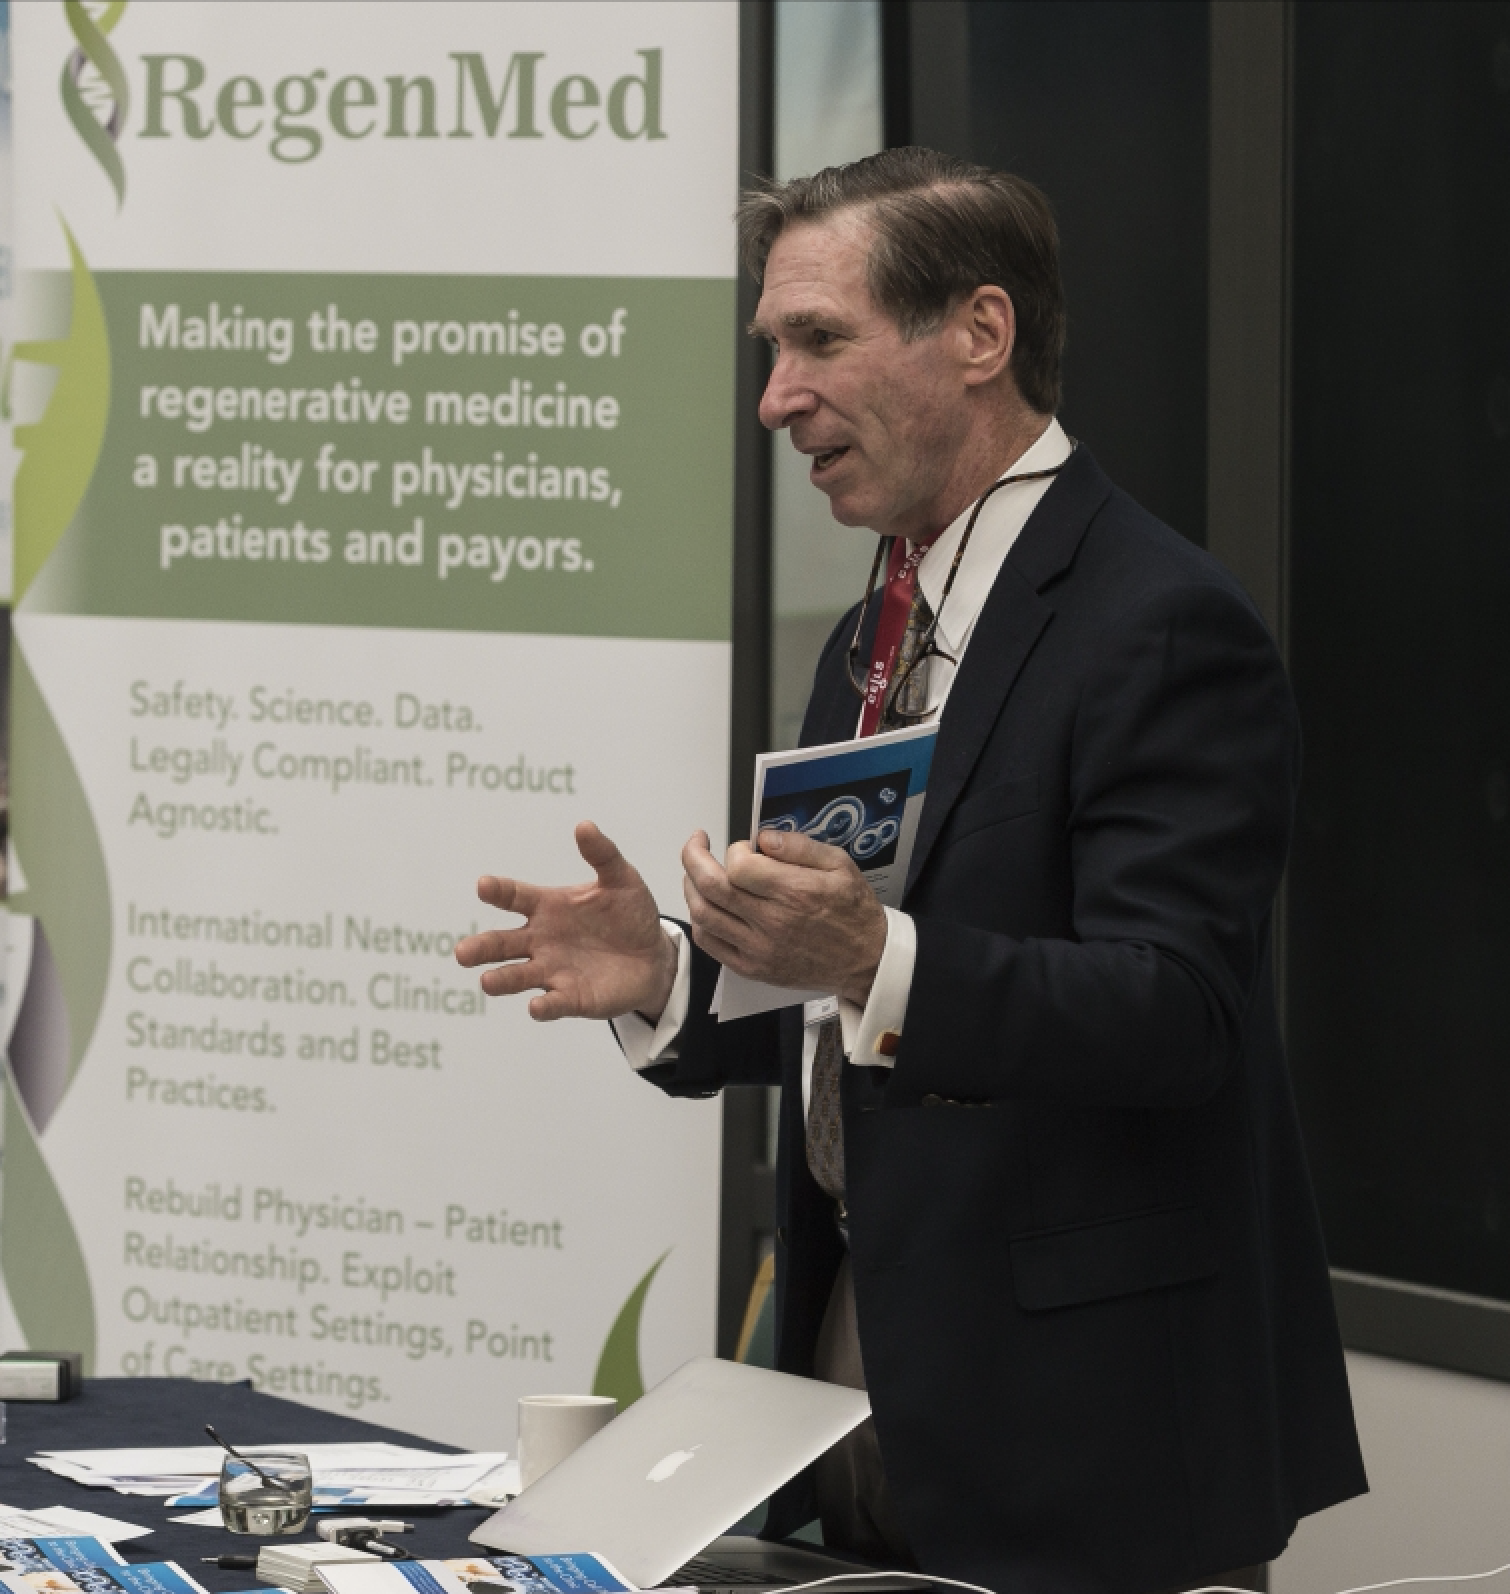 RegenMed
Making the promise of
regenerative medicine
a reality for physicians,
patients and payors.
Safety. Science. Data.
Legally Compliant. Product
Agnostic.
International
Collaboration. Clinical
Standards and Best
Practices.
Rebuild Physician – Patient
Relationship. Exploit
Outpatient Settings, Point
of Care Settings.
cells